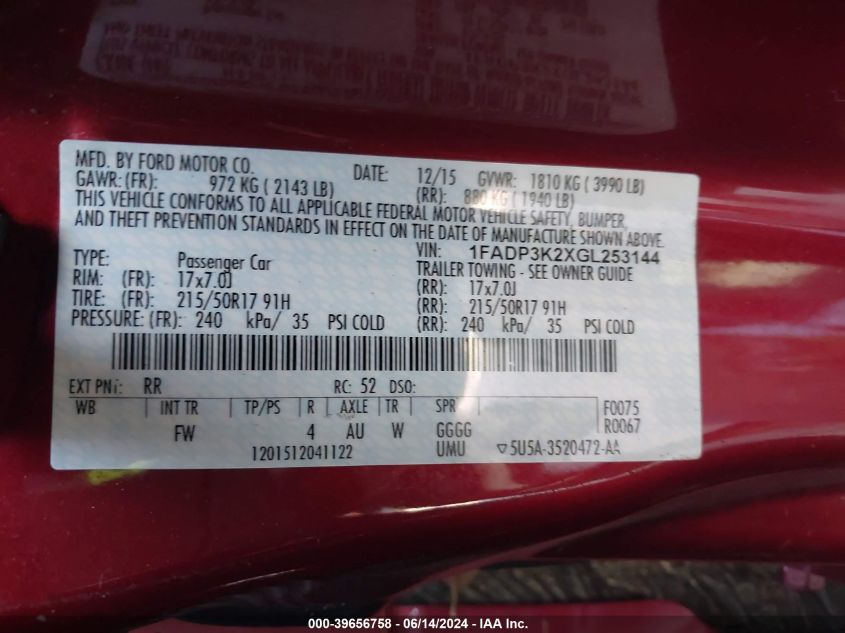 MFD. BY FORD MOTOR CO. DATE: 12/15 GVWR: 1810 KG ( 3990 LB)
GAWR: (FR): 972 KG ( 2143 LB) (RR): 880 KG ( 1940 LB)
THIS VEHICLE CONFORMS TO ALL APPLICABLE FEDERAL MOTOR VEHICLE SAFETY, BUMPER,
AND THEFT PREVENTION STANDARDS IN EFFECT ON THE DATE OF MANUFACTURE SHOWN ABOVE.
VIN: 1FADP3K2XGL253144
TYPE: Passenger Car TRAILER TOWING - SEE OWNER GUIDE
RIM: (FR): 17x7.0J (RR): 17x7.0J
TIRE: (FR): 215/50R17 91H (RR): 215/50R17 91H
PRESSURE: (FR): 240 kPa/ 35 PSI COLD (RR): 240 kPa/ 35 PSI COLD
EXT PNT: RR RC: 52 DSO:
WB INT TR TP/PS R AXLE TR SPR F0075
FW 4 AU W GGGG R0067
1201512041122 UMU 5U5A-3520472-AA
000-39656758 - 06/14/2024 - IAA Inc.